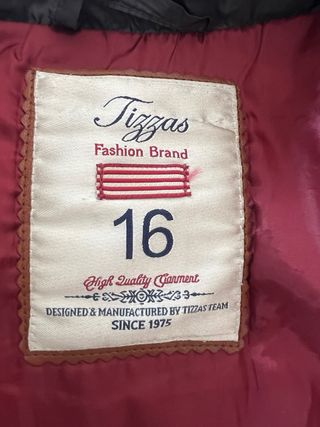 Tizzas
Fashion Brand
16
High Quality Garment
DESIGNED & MANUFACTURED BY TIZZAS TEAM
SINCE 1975